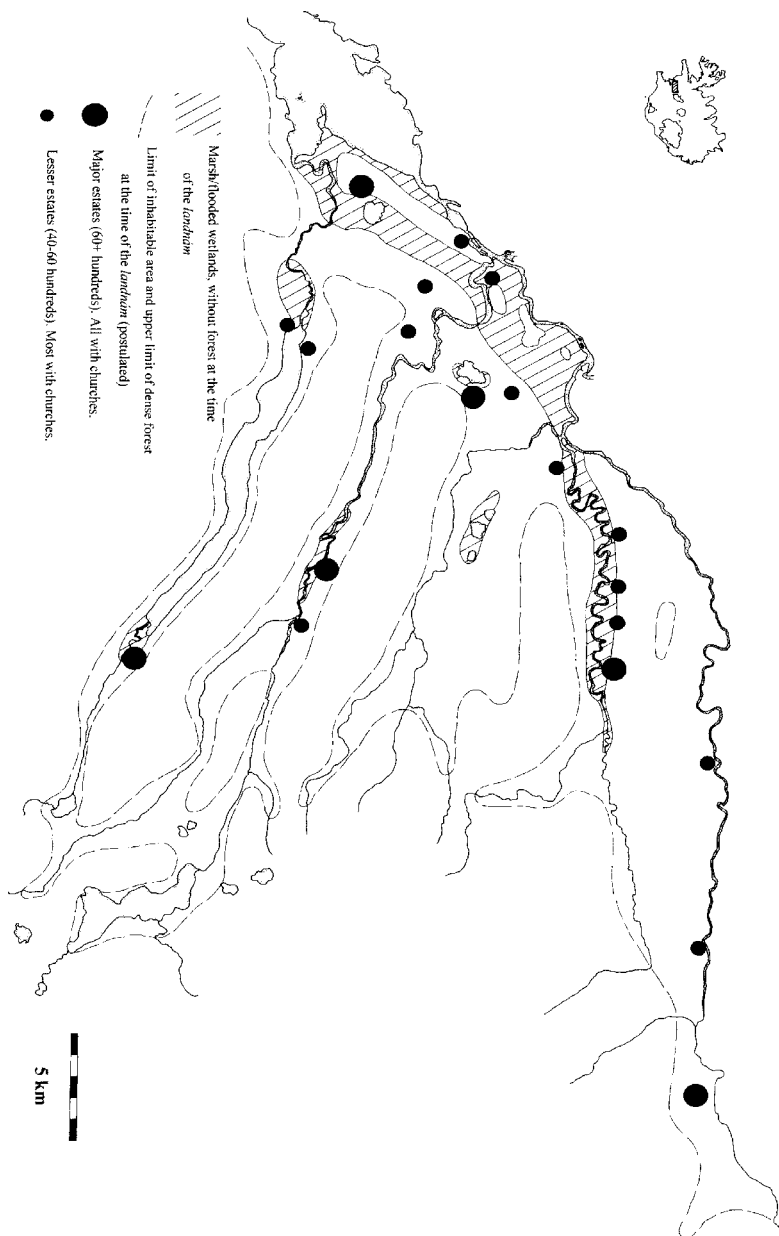 Marsh/flooded wetlands, without forest at the time
of the landnám
Limit of inhabitable area and upper limit of dense forest
at the time of the landnám (postulated)
Major estates (60+ hundreds). All with churches.
Lesser estates (40-60 hundreds). Most with churches.
5 km